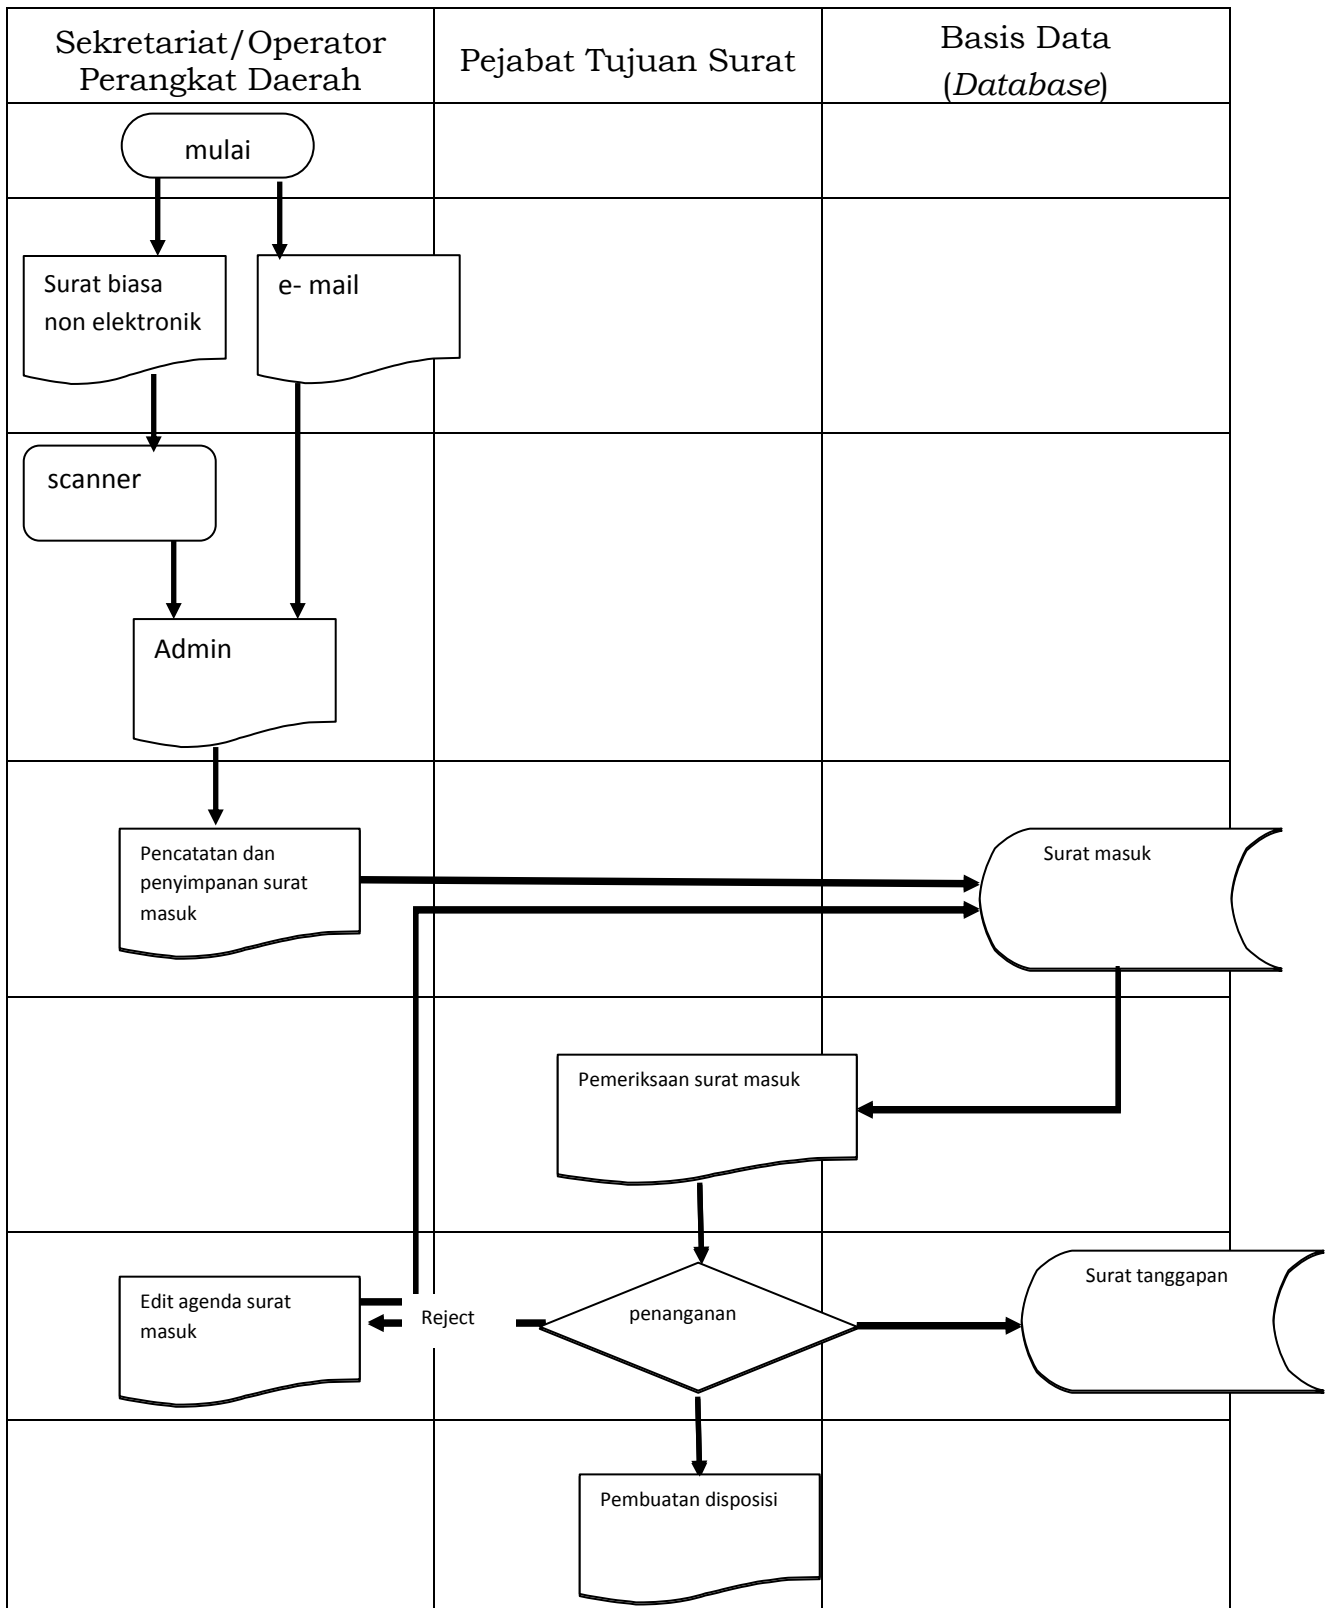 Sekretariat/Operator
Perangkat Daerah
Pejabat Tujuan Surat
Basis Data
(Database)
mulai
Surat biasa
non elektronik
e- mail
scanner
Admin
Pencatatan dan
penyimpanan surat
masuk
Surat masuk
Pemeriksaan surat masuk
Edit agenda surat
masuk
Reject
penanganan
Surat tanggapan
Pembuatan disposisi